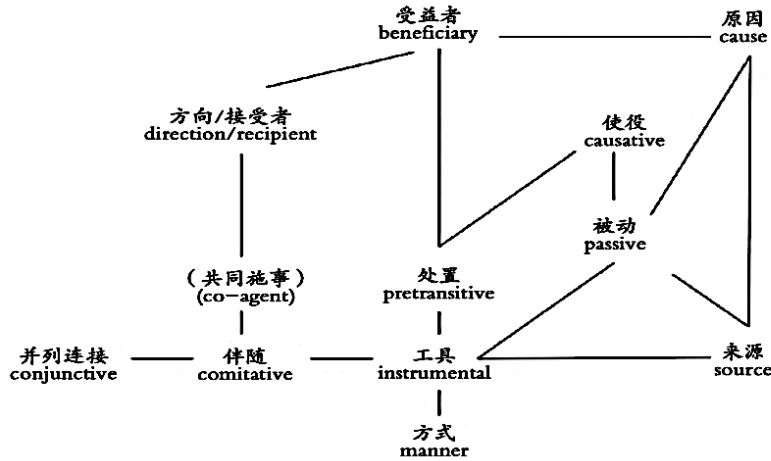 受益者
beneficiary
原因
cause
方向/接受者
direction/recipient
使役
causative
被动
passive
（共同施事）
(co-agent)
处置
pretransitive
并列连接
conjunctive
伴随
comitative
工具
instrumental
来源
source
方式
manner